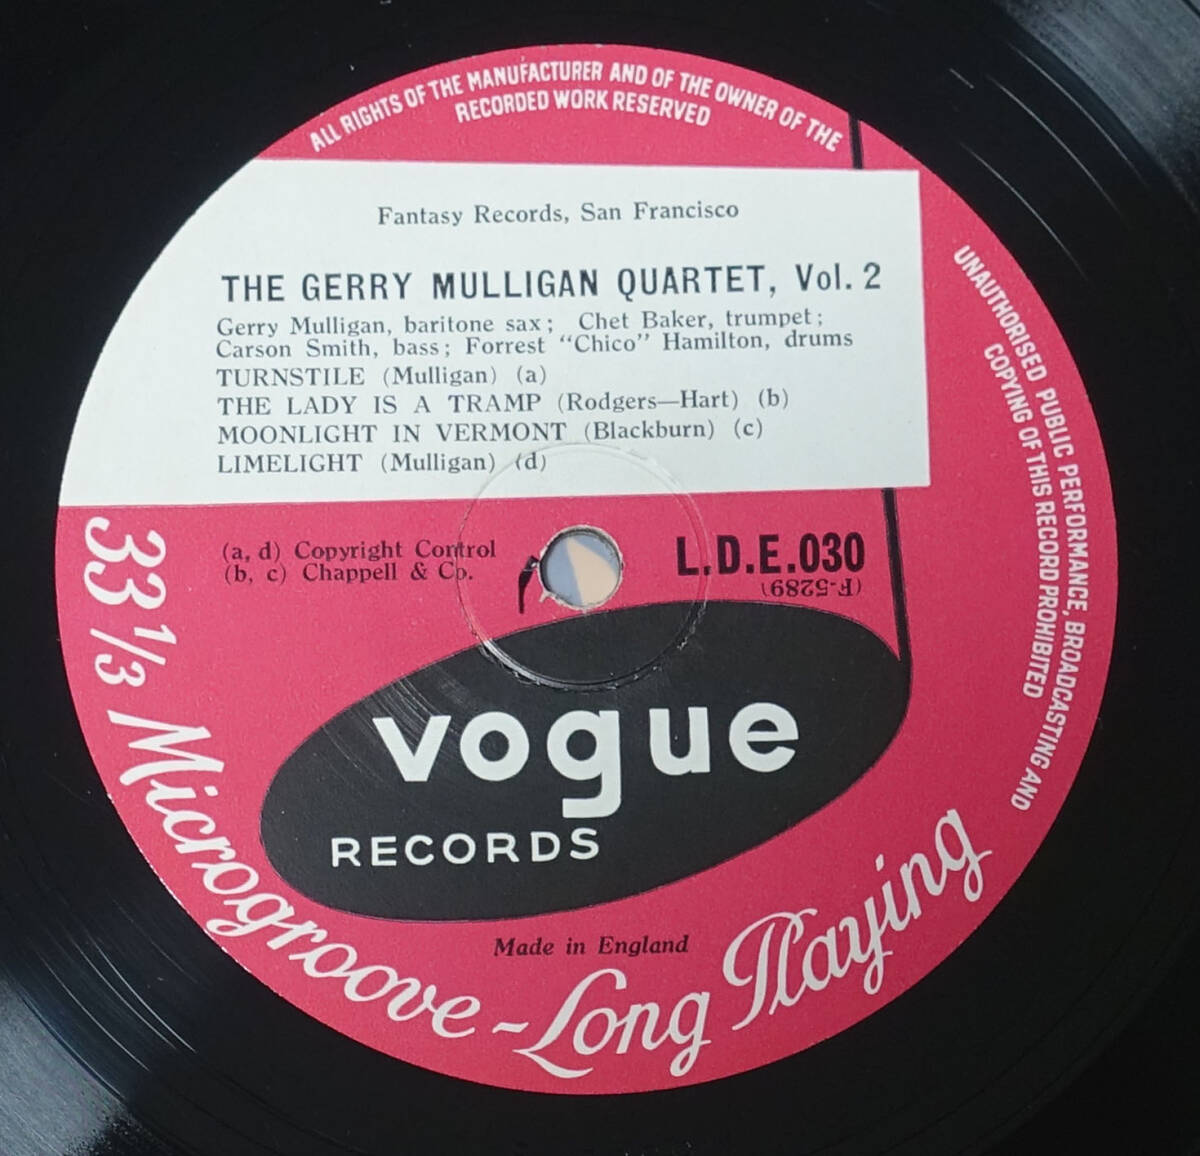 ALL RIGHTS OF THE MANUFACTURER AND OF THE OWNER OF THE
RECORDED WORK RESERVED
Fantasy Records, San Francisco
THE GERRY MULLIGAN QUARTET, Vol. 2
Gerry Mulligan, baritone sax; Chet Baker, trumpet;
Carson Smith, bass; Forrest "Chico" Hamilton, drums
TURNSTILE (Mulligan) (a)
THE LADY IS A TRAMP (Rodgers—Hart) (b)
MOONLIGHT IN VERMONT (Blackburn) (c)
LIMELIGHT (Mulligan) (d)
UNAUTHORISED PUBLIC PERFORMANCE, BROADCASTING AND
COPYING OF THIS RECORD PROHIBITED
(a, d) Copyright Control
(b, c) Chappell & Co.
L.D.E.030
(F-5289)
vogue
RECORDS
Made in England
33 1/3 Microgroove - Long Playing